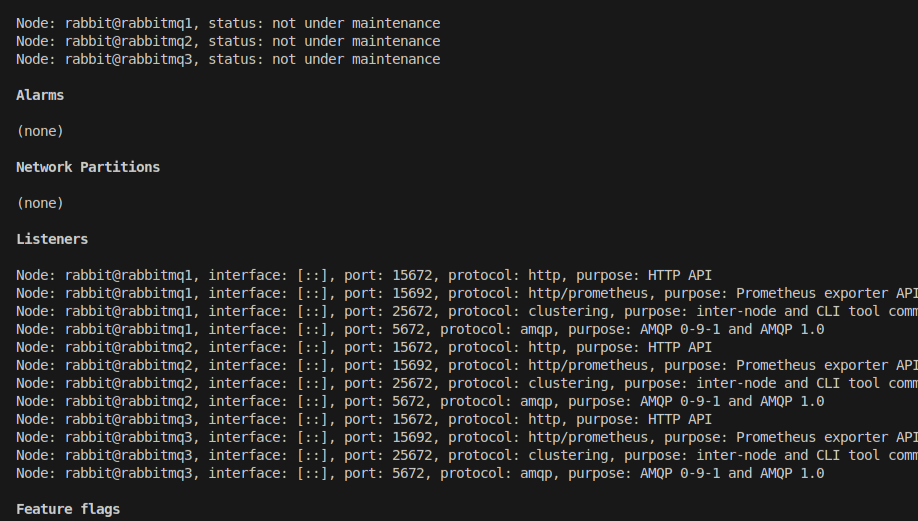 Node: rabbit@rabbitmq1, status: not under maintenance
Node: rabbit@rabbitmq2, status: not under maintenance
Node: rabbit@rabbitmq3, status: not under maintenance
Alarms
(none)
Network Partitions
(none)
Listeners
Node: rabbit@rabbitmq1, interface: [::], port: 15672, protocol: http, purpose: HTTP API
Node: rabbit@rabbitmq1, interface: [::], port: 15692, protocol: http/prometheus, purpose: Prometheus exporter API
Node: rabbit@rabbitmq1, interface: [::], port: 25672, protocol: clustering, purpose: inter-node and CLI tool comm
Node: rabbit@rabbitmq1, interface: [::], port: 5672, protocol: amqp, purpose: AMQP 0-9-1 and AMQP 1.0
Node: rabbit@rabbitmq2, interface: [::], port: 15672, protocol: http, purpose: HTTP API
Node: rabbit@rabbitmq2, interface: [::], port: 15692, protocol: http/prometheus, purpose: Prometheus exporter API
Node: rabbit@rabbitmq2, interface: [::], port: 25672, protocol: clustering, purpose: inter-node and CLI tool comm
Node: rabbit@rabbitmq2, interface: [::], port: 5672, protocol: amqp, purpose: AMQP 0-9-1 and AMQP 1.0
Node: rabbit@rabbitmq3, interface: [::], port: 15672, protocol: http, purpose: HTTP API
Node: rabbit@rabbitmq3, interface: [::], port: 15692, protocol: http/prometheus, purpose: Prometheus exporter API
Node: rabbit@rabbitmq3, interface: [::], port: 25672, protocol: clustering, purpose: inter-node and CLI tool comm
Node: rabbit@rabbitmq3, interface: [::], port: 5672, protocol: amqp, purpose: AMQP 0-9-1 and AMQP 1.0
Feature flags